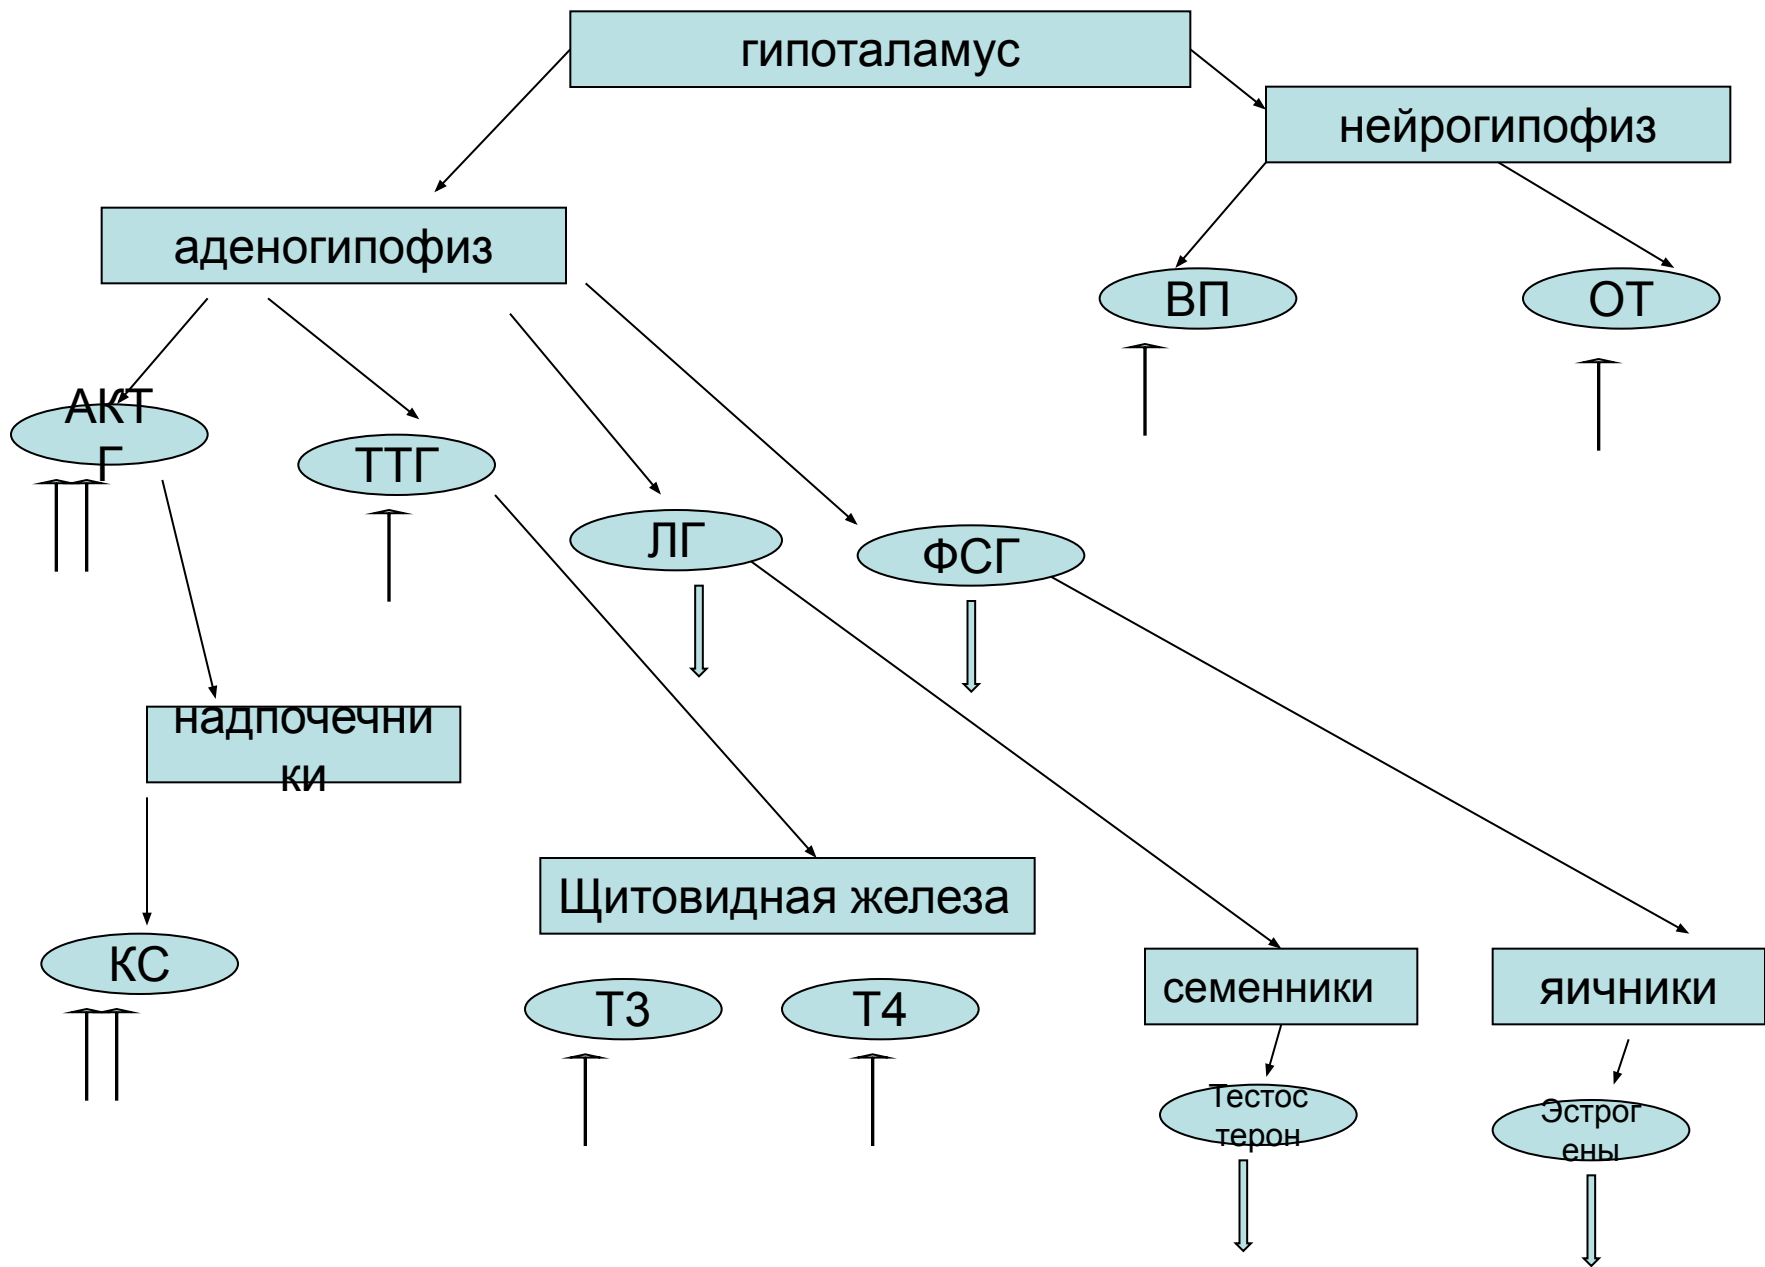 гипоталамус
нейрогипофиз
аденогипофиз
ВП
ОТ
АКТ
Г
ТТГ
ЛГ
ФСГ
надпочечни
ки
Щитовидная железа
КС
Т3
Т4
семенники
яичники
Тестос
терон
Эстрог
ены